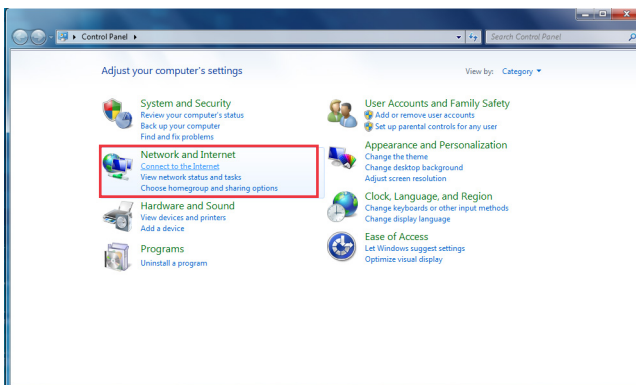 Control Panel
Search Control Panel
Adjust your computer's settings
View by: Category
System and Security
Review your computer's status
Back up your computer
Find and fix problems
Network and Internet
Connect to the Internet
View network status and tasks
Choose homegroup and sharing options
Hardware and Sound
View devices and printers
Add a device
Programs
Uninstall a program
User Accounts and Family Safety
Add or remove user accounts
Set up parental controls for any user
Appearance and Personalization
Change the theme
Change desktop background
Adjust screen resolution
Clock, Language, and Region
Change keyboards or other input methods
Change display language
Ease of Access
Let Windows suggest settings
Optimize visual display